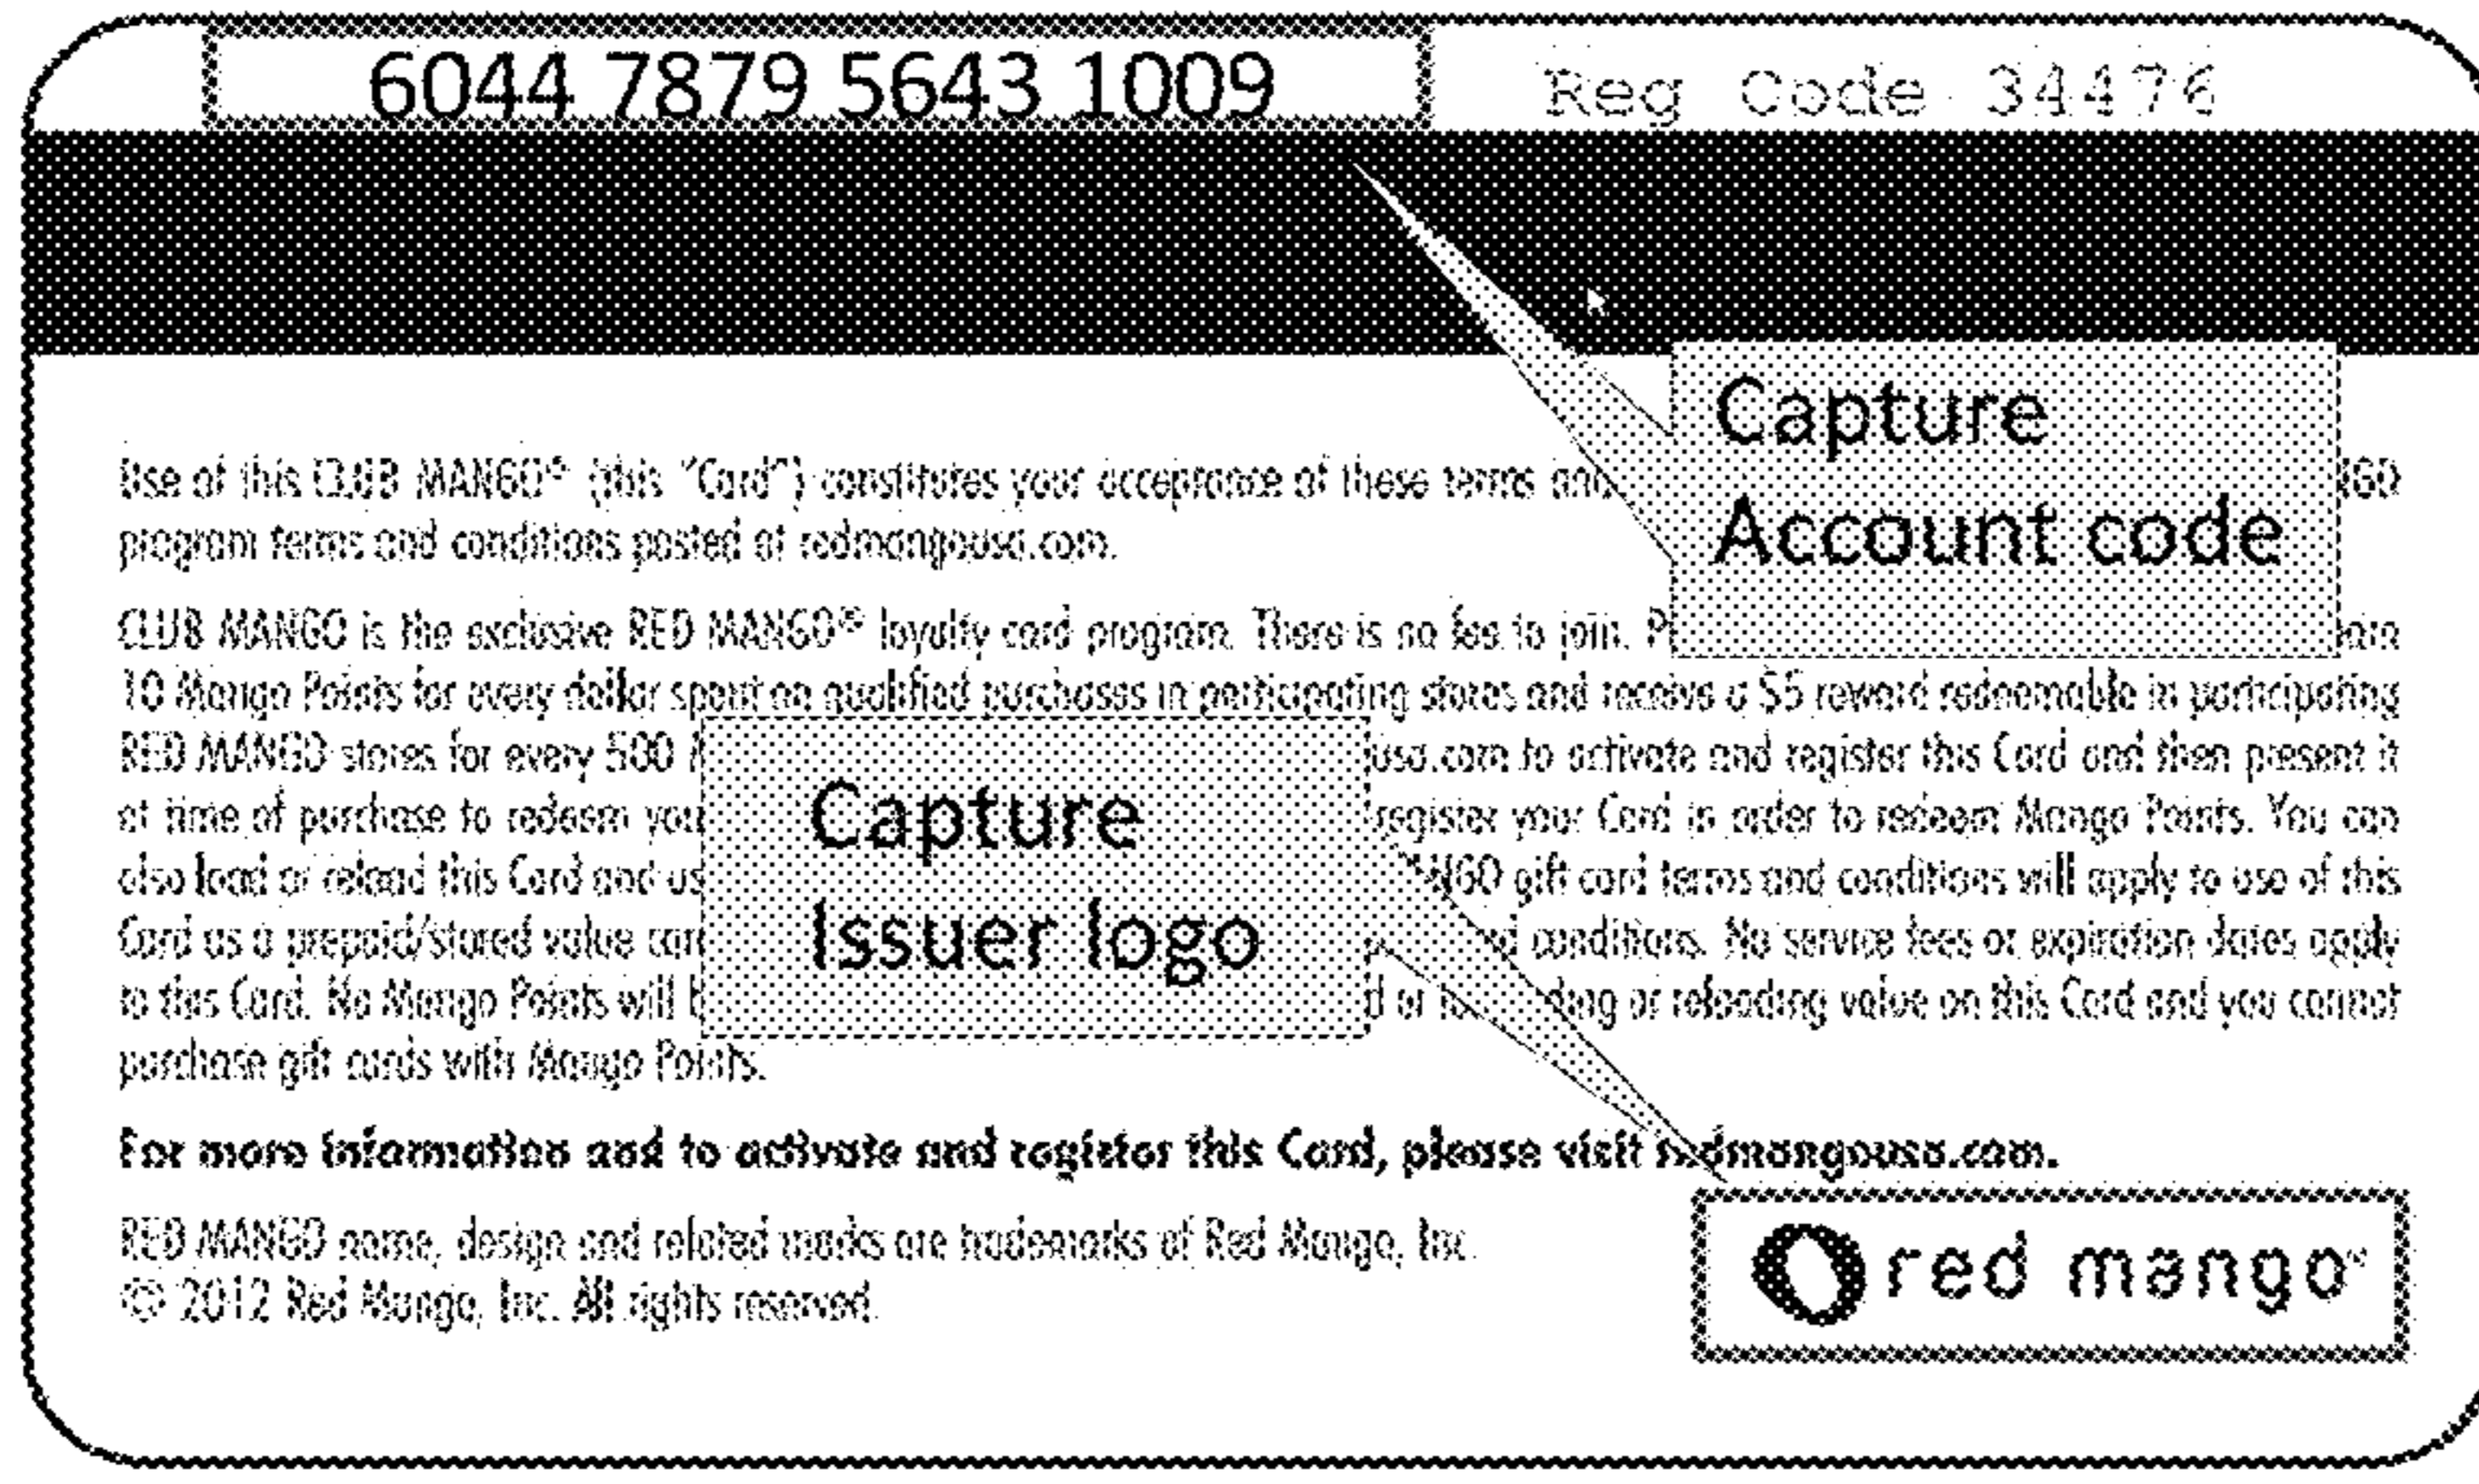 6044 7879 5643 1009 Reg Code 34476
Use of this CLUB MANGO® (this "Card") constitutes your acceptance of these terms and
program terms and conditions posted at redmangousa.com.
Capture
Account code
CLUB MANGO is the exclusive RED MANGO® loyalty card program. There is no fee to join.
10 Mango Points for every dollar spent on qualified purchases in participating stores and receive a $5 reward redeemable in participating
RED MANGO stores for every 500 usa.com to activate and register this Card and then present it
at time of purchase to redeem you register your Card in order to redeem Mango Points. You can
also load or reload this Card and us NGO gift card terms and conditions will apply to use of this
Card as a prepaid/stored value car d conditions. No service fees or expiration dates apply
to this Card. No Mango Points will b d or ding or reloading value on this Card and you cannot
purchase gift cards with Mango Points.
Capture
Issuer logo
For more information and to activate and register this Card, please visit redmangousa.com.
RED MANGO name, design and related marks are trademarks of Red Mango, Inc.
© 2012 Red Mango, Inc. All rights reserved.
red mango